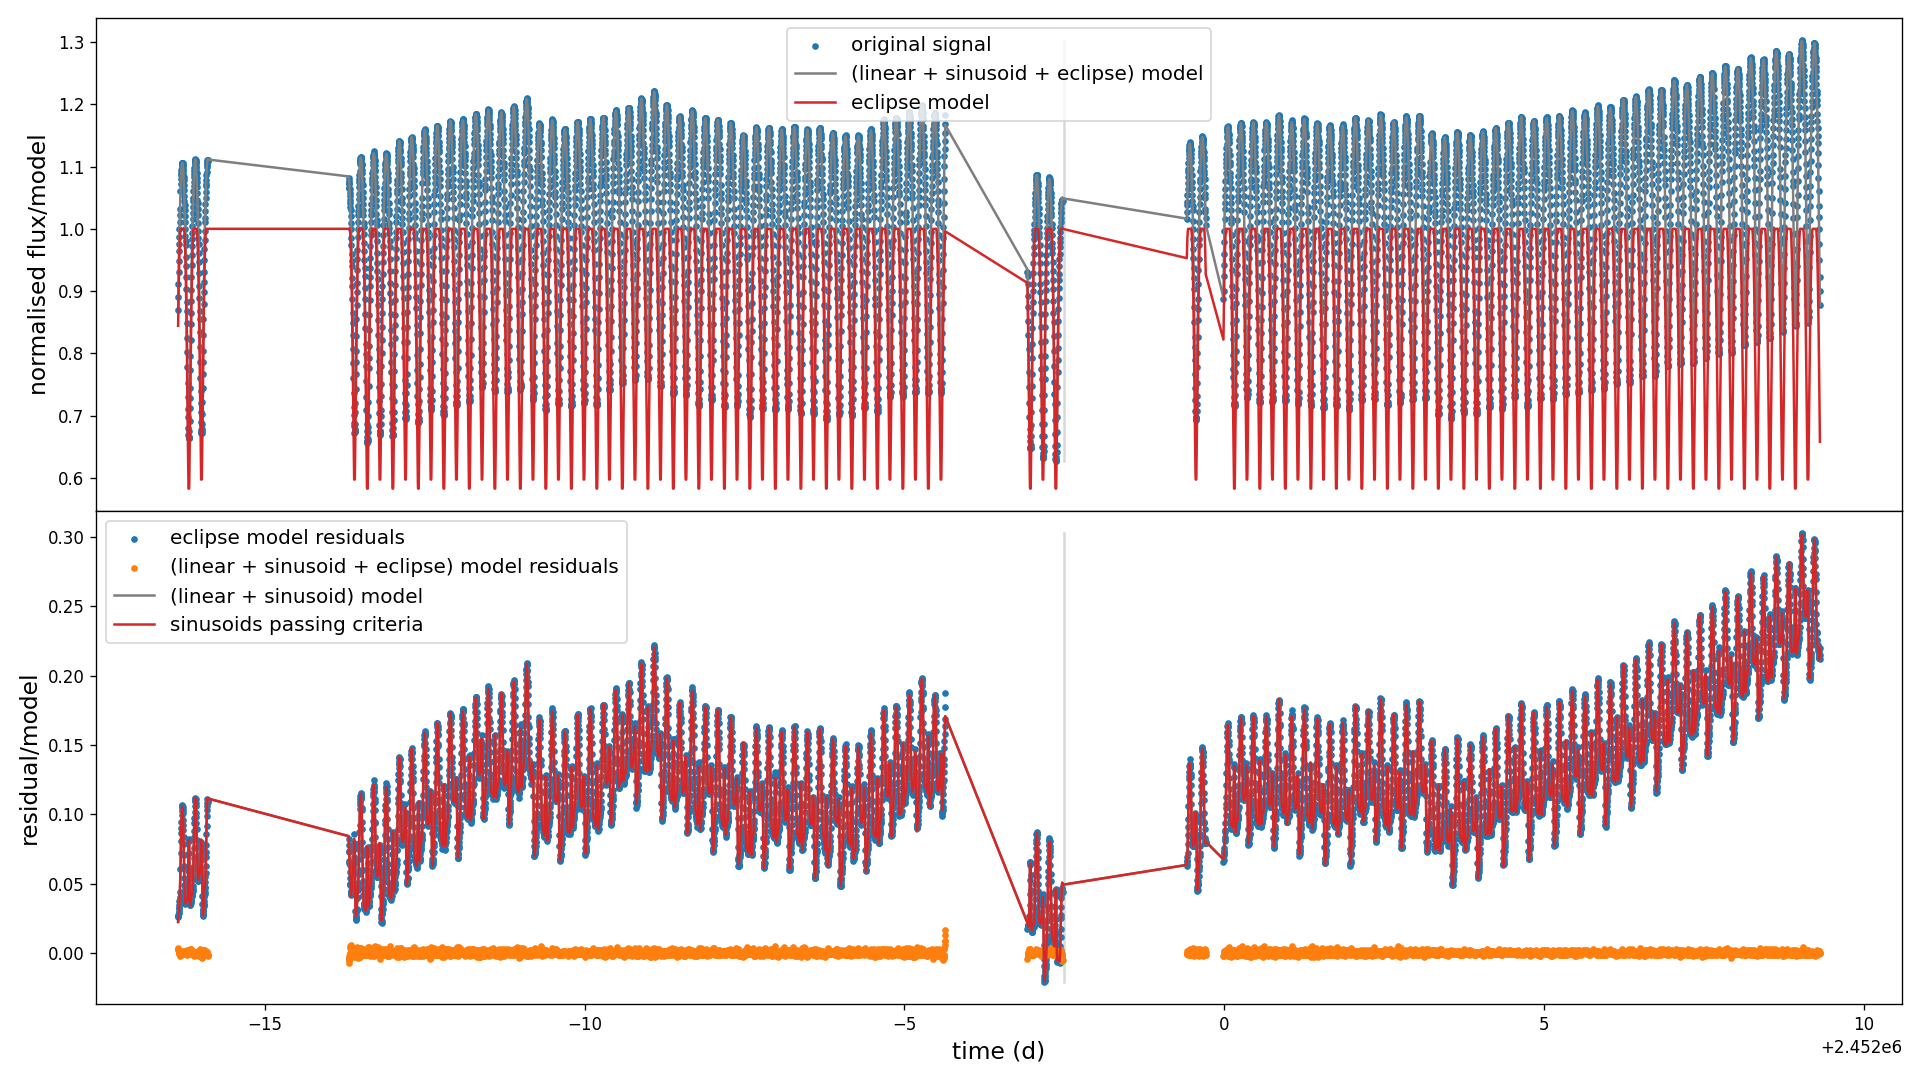 original signal
(linear + sinusoid + eclipse) model
eclipse model
normalised flux/model
1.3
1.2
1.1
1.0
0.9
0.8
0.7
0.6
eclipse model residuals
(linear + sinusoid + eclipse) model residuals
(linear + sinusoid) model
sinusoids passing criteria
residual/model
0.30
0.25
0.20
0.15
0.10
0.05
0.00
−15
−10
−5
0
5
10
time (d)
+2.452e6